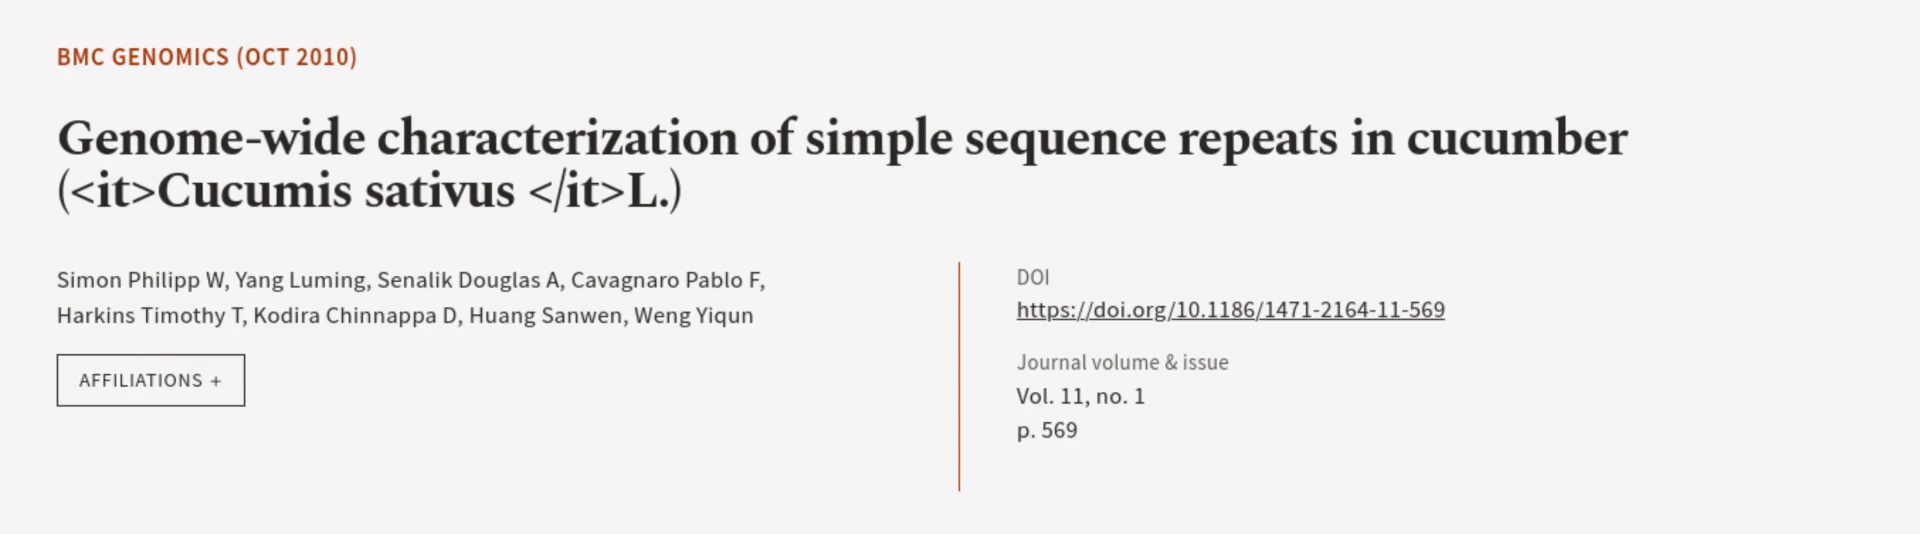 BMC GENOMICS (OCT 2010)
Genome-wide characterization of simple sequence repeats in cucumber
(<it>Cucumis sativus </it>L.)
Simon Philipp W, Yang Luming, Senalik Douglas A, Cavagnaro Pablo F,
Harkins Timothy T, Kodira Chinnappa D, Huang Sanwen, Weng Yiqun
AFFILIATIONS +
DOI
https://doi.org/10.1186/1471-2164-11-569
Journal volume & issue
Vol. 11, no. 1
p. 569